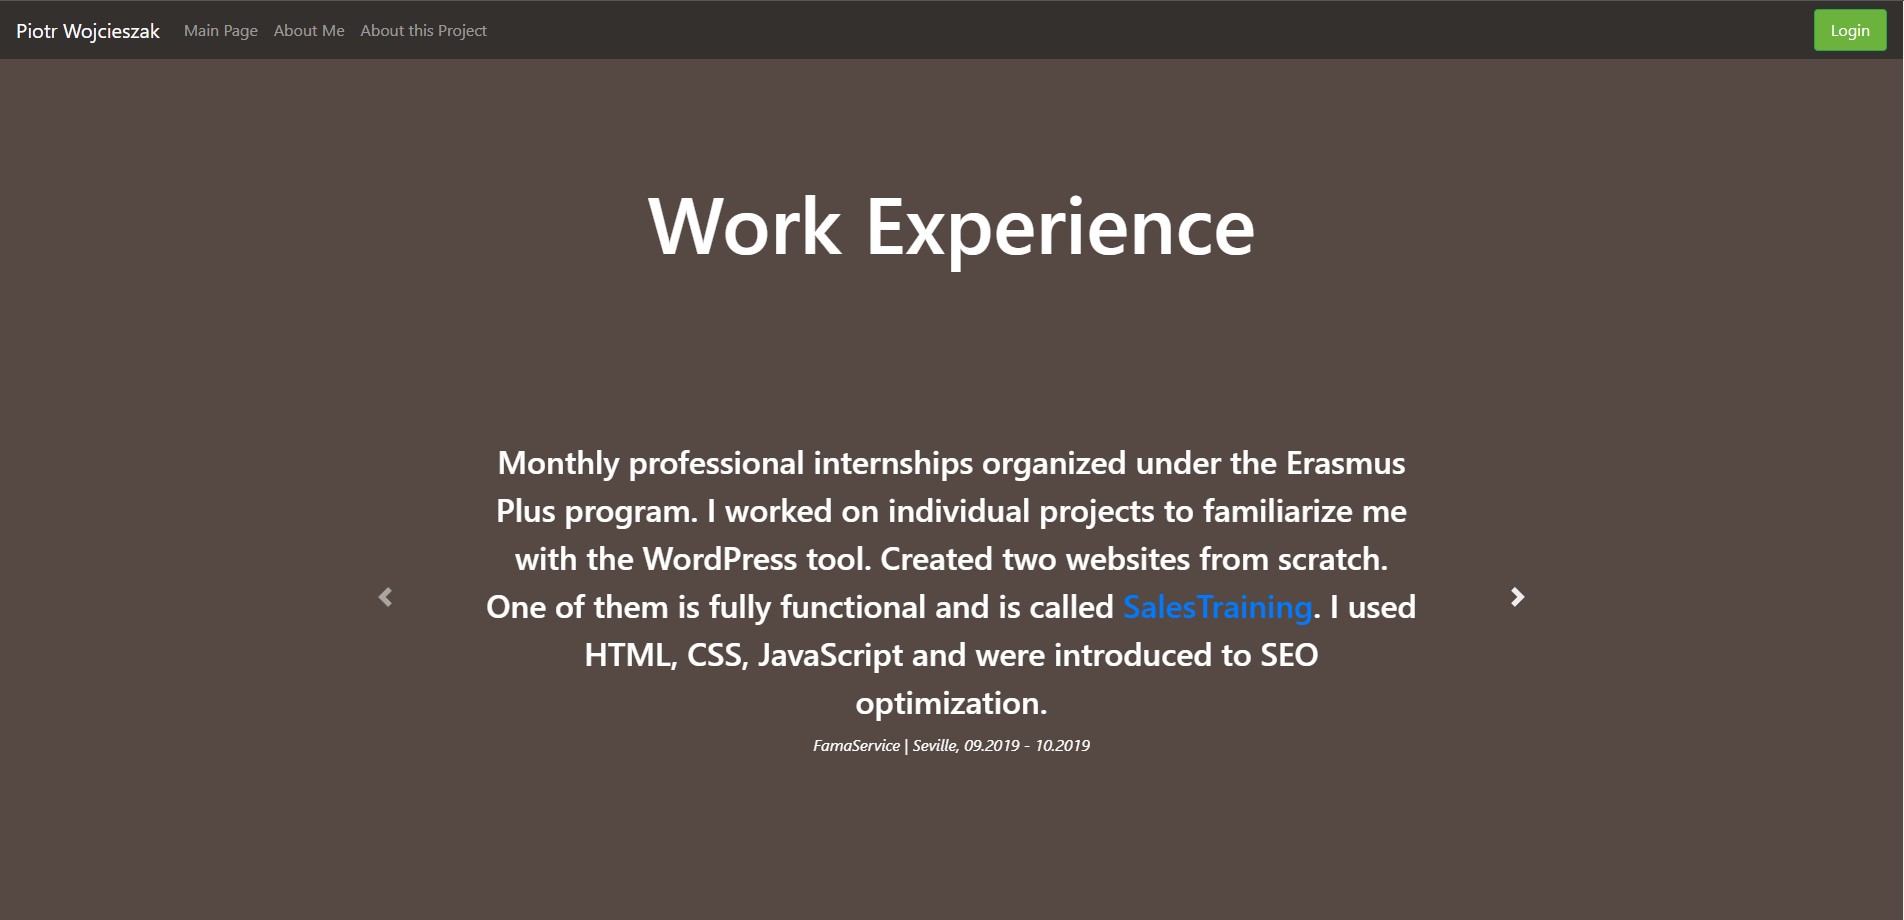 Piotr Wojcieszak Main Page About Me About this Project Login
Work Experience
Monthly professional internships organized under the Erasmus
Plus program. I worked on individual projects to familiarize me
with the WordPress tool. Created two websites from scratch.
One of them is fully functional and is called SalesTraining. I used
HTML, CSS, JavaScript and were introduced to SEO
optimization.
FamaService | Seville, 09.2019 - 10.2019